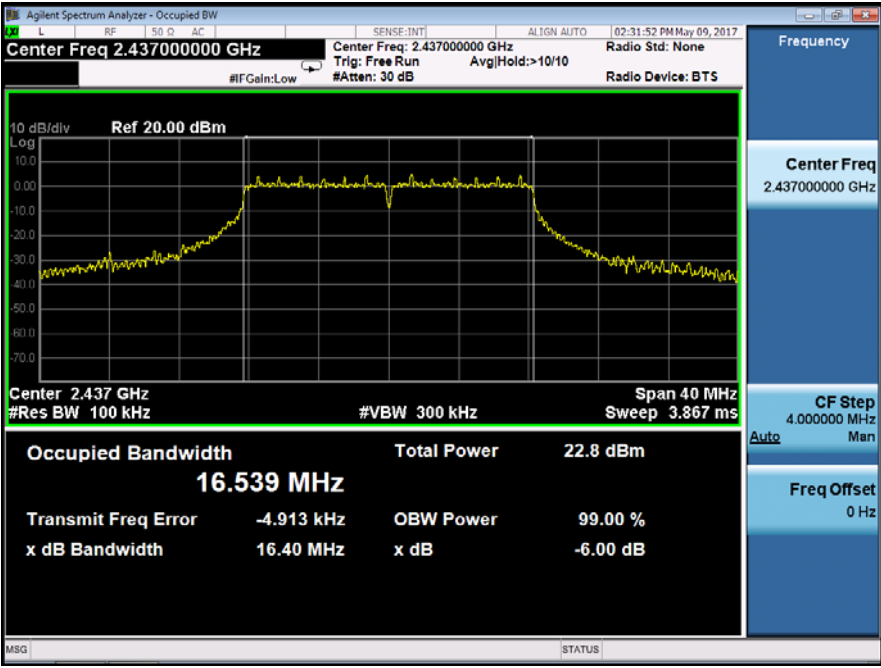 Agilent Spectrum Analyzer - Occupied BW
LXI L RF 50 Ω AC SENSE:INT ALIGN AUTO 02:31:52 PM May 09, 2017
Center Freq 2.437000000 GHz
Center Freq: 2.437000000 GHz
Radio Std: None
Trig: Free Run Avg|Hold:>10/10
#IFGain:Low
#Atten: 30 dB
Radio Device: BTS
10 dB/div Ref 20.00 dBm
Log
10.0
0.00
-10.0
-20.0
-30.0
-40.0
-50.0
-60.0
-70.0
Center 2.437 GHz Span 40 MHz
#Res BW 100 kHz #VBW 300 kHz Sweep 3.867 ms
Occupied Bandwidth Total Power 22.8 dBm
16.539 MHz
Transmit Freq Error -4.913 kHz OBW Power 99.00 %
x dB Bandwidth 16.40 MHz x dB -6.00 dB
Frequency
Center Freq
2.437000000 GHz
CF Step
4.000000 MHz
Auto Man
Freq Offset
0 Hz
MSG STATUS